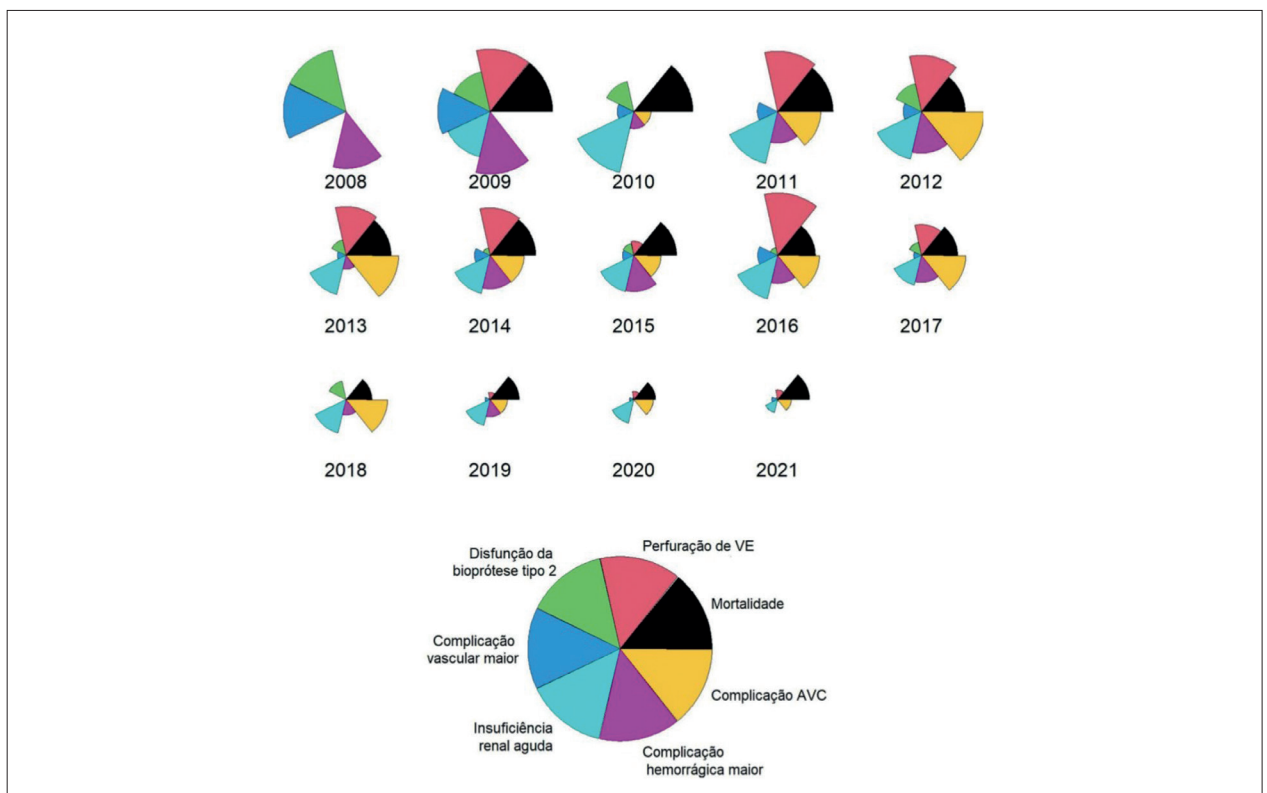 2008
2009
2010
2011
2012
2013
2014
2015
2016
2017
2018
2019
2020
2021
Perfuração de VE
Disfunção da
bioprótese tipo 2
Mortalidade
Complicação
vascular maior
Complicação AVC
Insuficiência
renal aguda
Complicação
hemorrágica maior